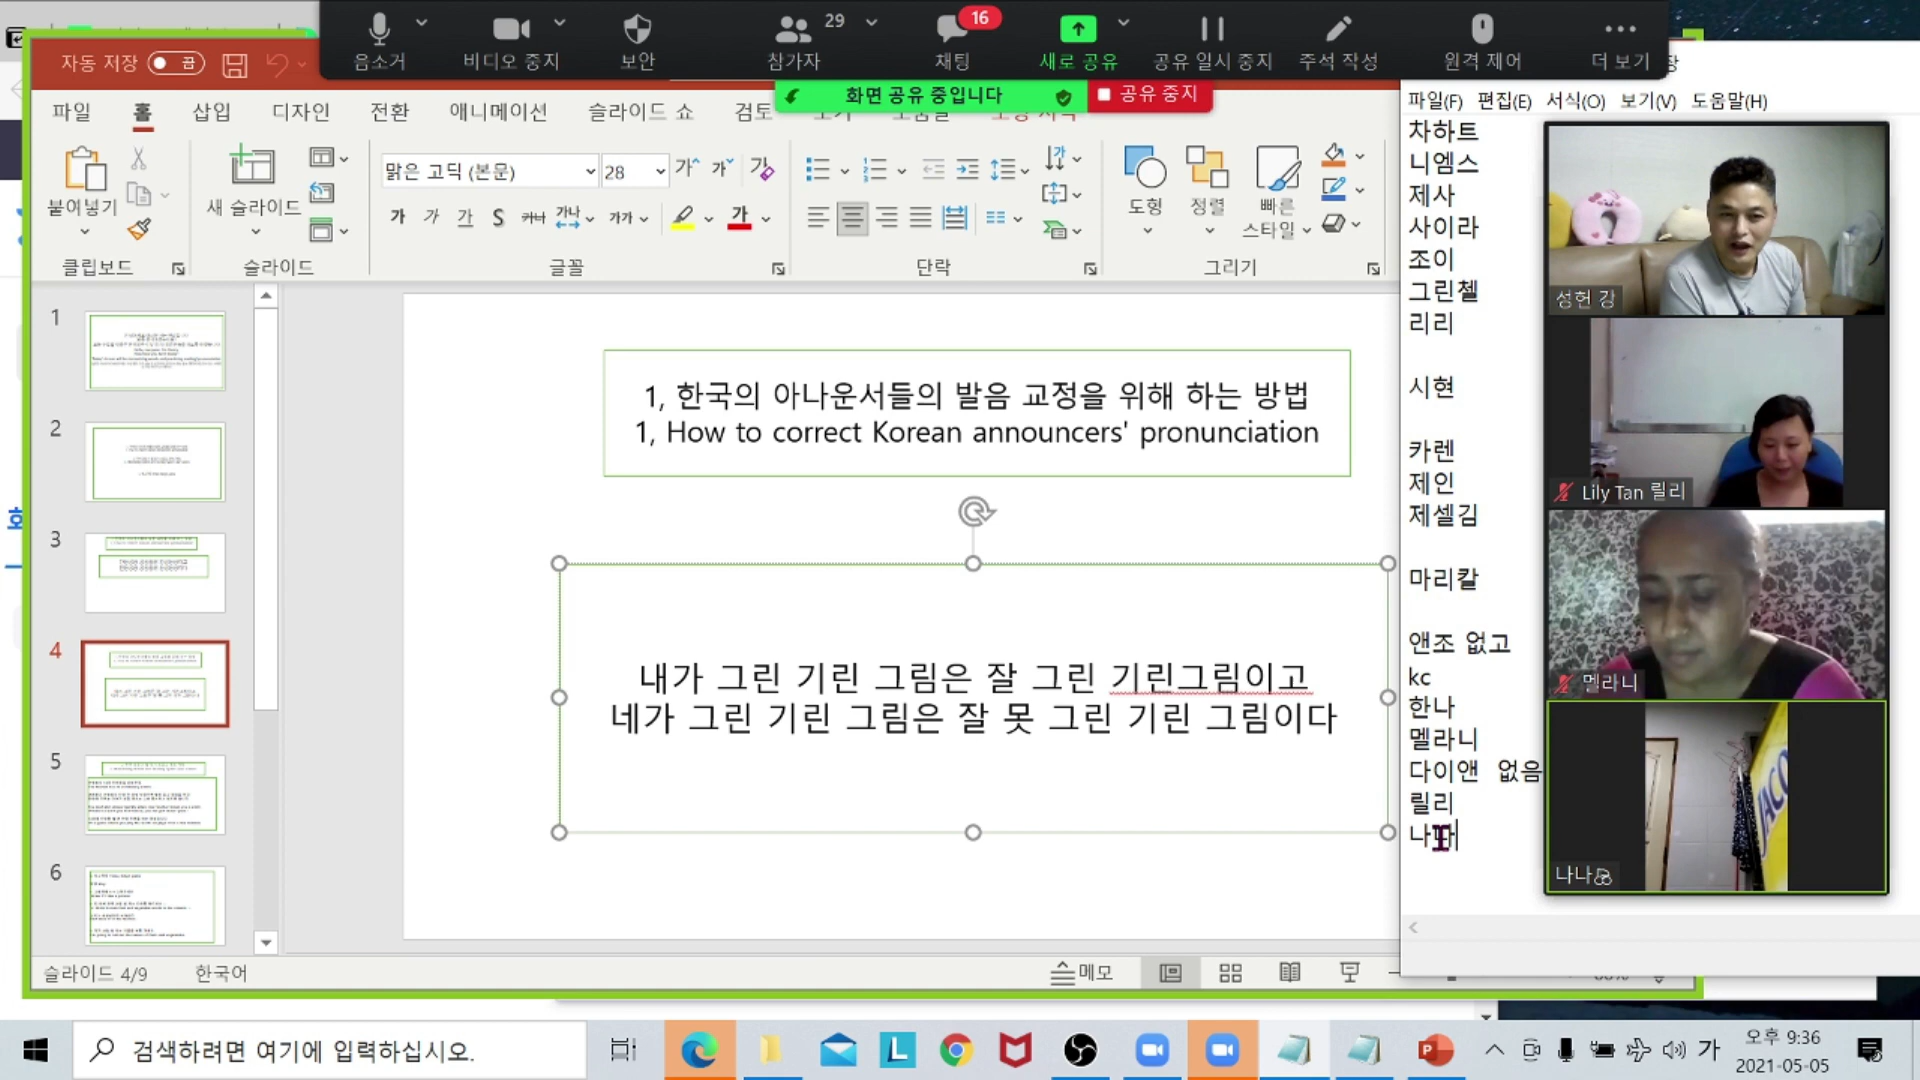 음소거
비디오 중지
보안
참가자
29
채팅
16
새로 공유
공유 일시 중지
주석 작성
원격 제어
더 보기
화면 공유 중입니다
공유 중지
자동 저장
끔
파일
홈
삽입
디자인
전환
애니메이션
슬라이드 쇼
검토
붙여넣기
클립보드
새 슬라이드
슬라이드
맑은 고딕 (본문)
28
글꼴
단락
도형
정렬
빠른
스타일
그리기
1
2
3
4
5
6
1, 한국의 아나운서들의 발음 교정을 위해 하는 방법
1, How to correct Korean announcers' pronunciation
내가 그린 기린 그림은 잘 그린 기린그림이고
네가 그린 기린 그림은 잘 못 그린 기린 그림이다
슬라이드 4/9
한국어
메모
파일(F) 편집(E) 서식(O) 보기(V) 도움말(H)
차하트
니엠스
제사
사이라
조이
그린첼
리리
시현
카렌
제인
제셀김
마리칼
앤조 없고
kc
한나
멜라니
다이앤 없음
릴리
성헌 강
Lily Tan 릴리
멜라니
나나
검색하려면 여기에 입력하십시오.
가
오후 9:36
2021-05-05